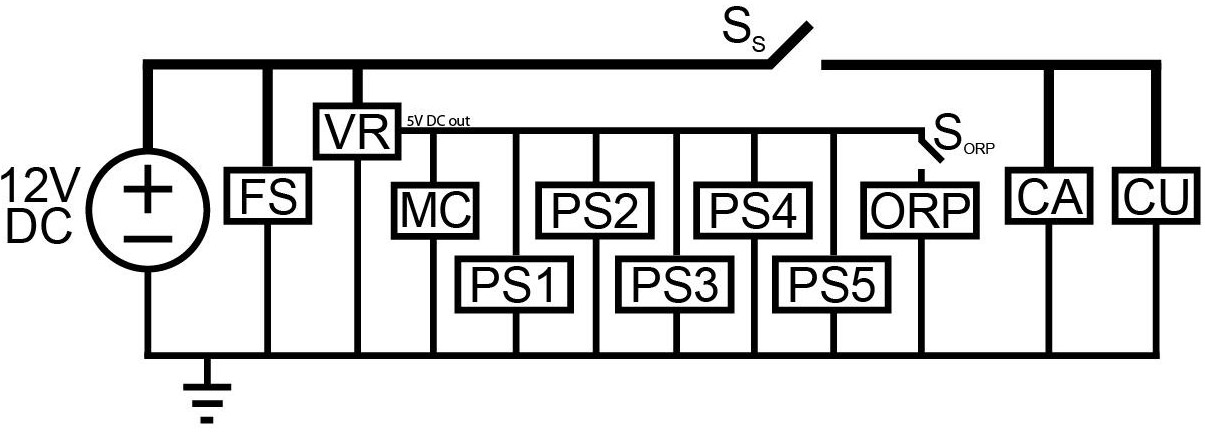 S_S
12V
DC
+
−
FS
VR
5V DC out
MC
PS1
PS2
PS3
PS4
PS5
S_ORP
ORP
CA
CU